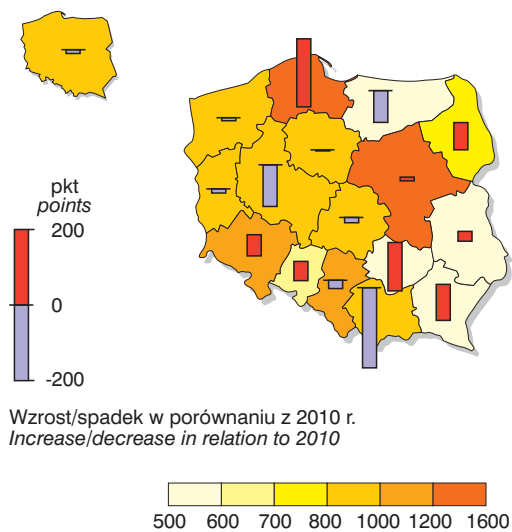 pkt
points
200
0
-200
Wzrost/spadek w porównaniu z 2010 r.
Increase/decrease in relation to 2010
500 600 700 800 1000 1200 1600